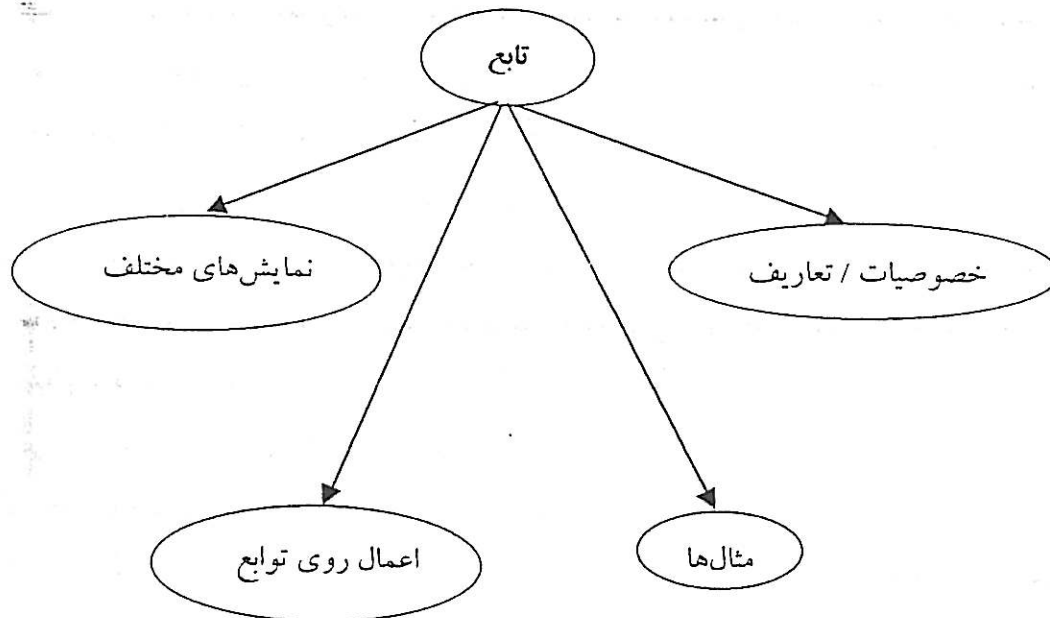 تابع
خصوصیات / تعاریف
نمایش‌های مختلف
مثال‌ها
اعمال روی توابع